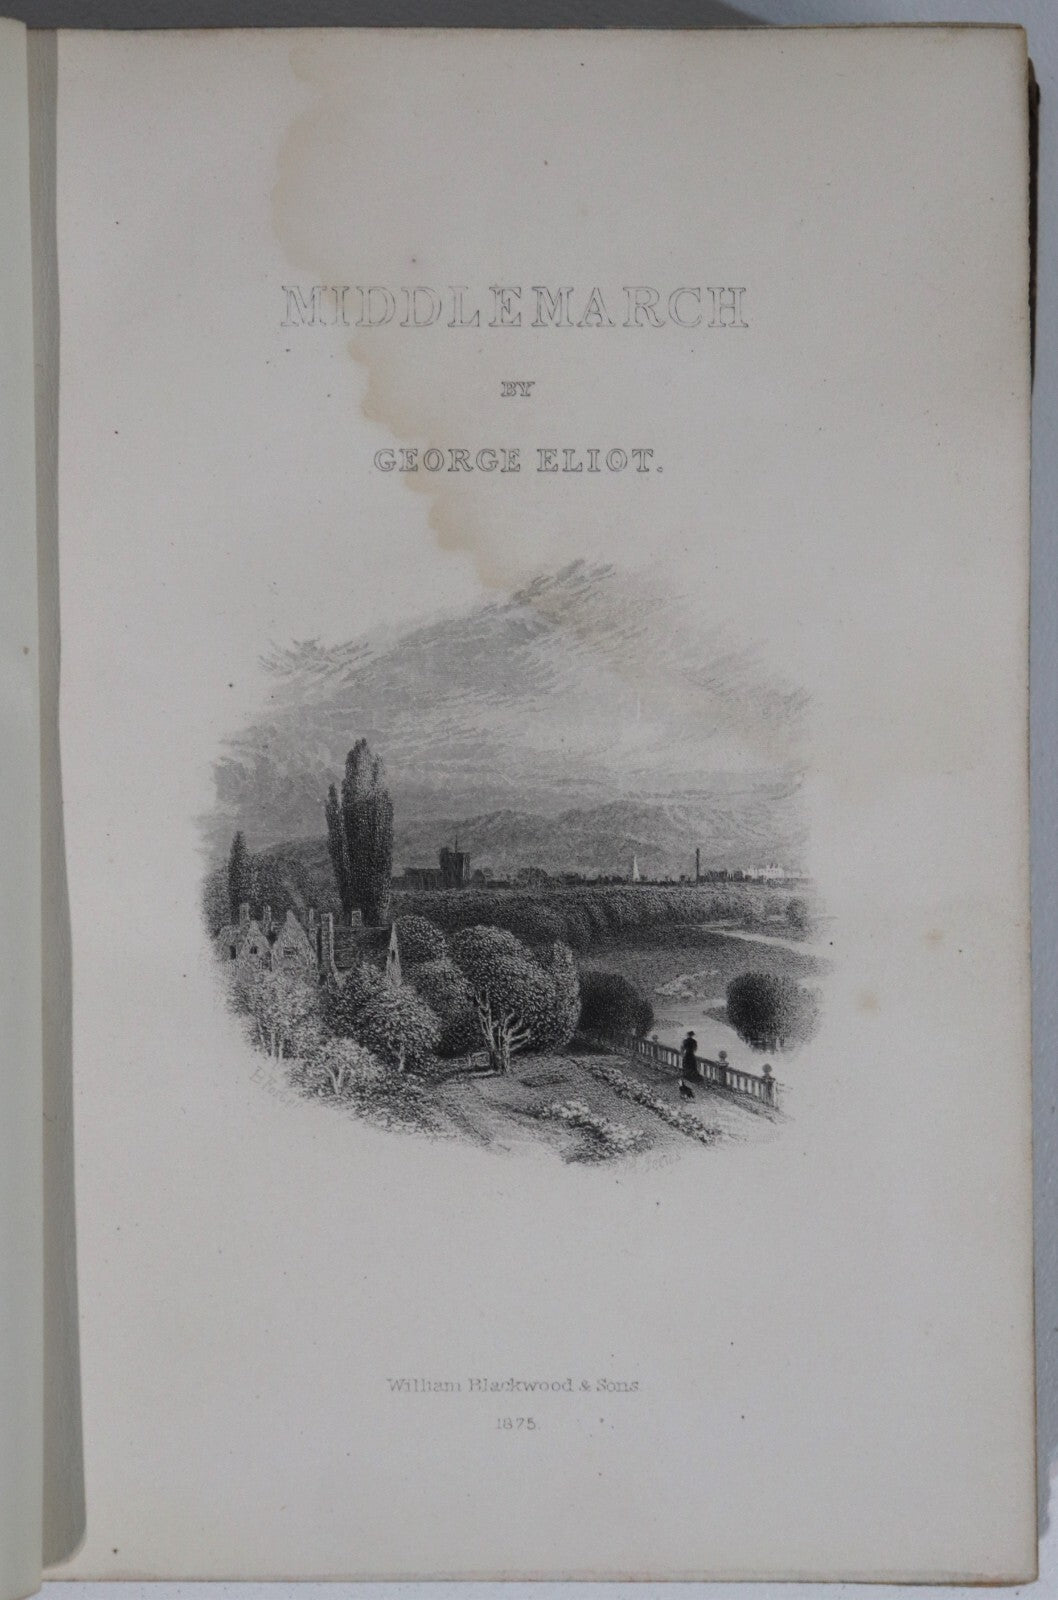 MIDDLEMARCH
BY
GEORGE ELIOT.
William Blackwood & Sons.
1875.